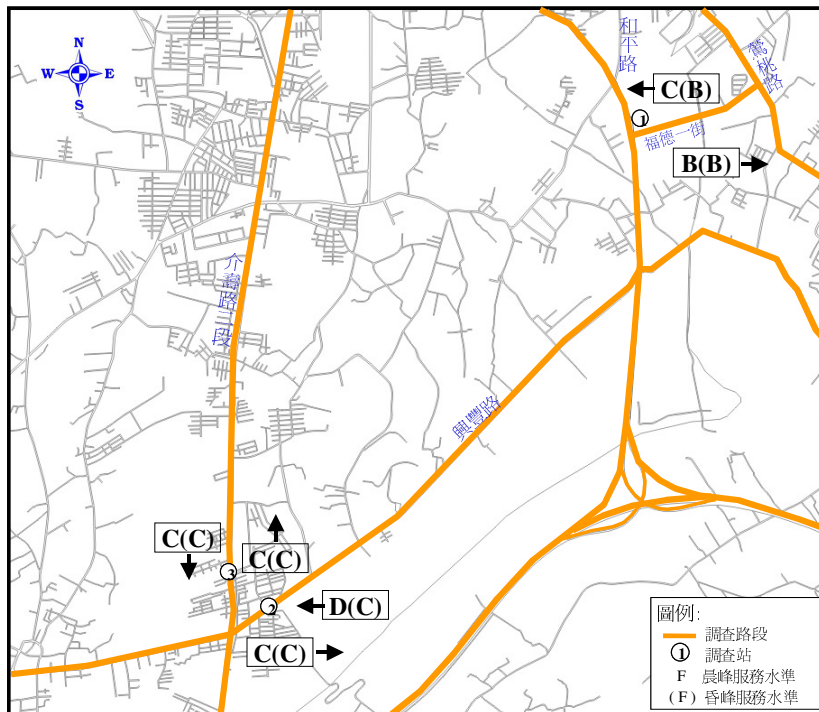 N
W E
S
和平路
鶯桃路
C(B)
1
福德一街
B(B)
介壽路二段
興豐路
C(C)
C(C)
3
2
D(C)
C(C)
圖例:
調查路段
1 調查站
F 晨峰服務水準
(F) 昏峰服務水準